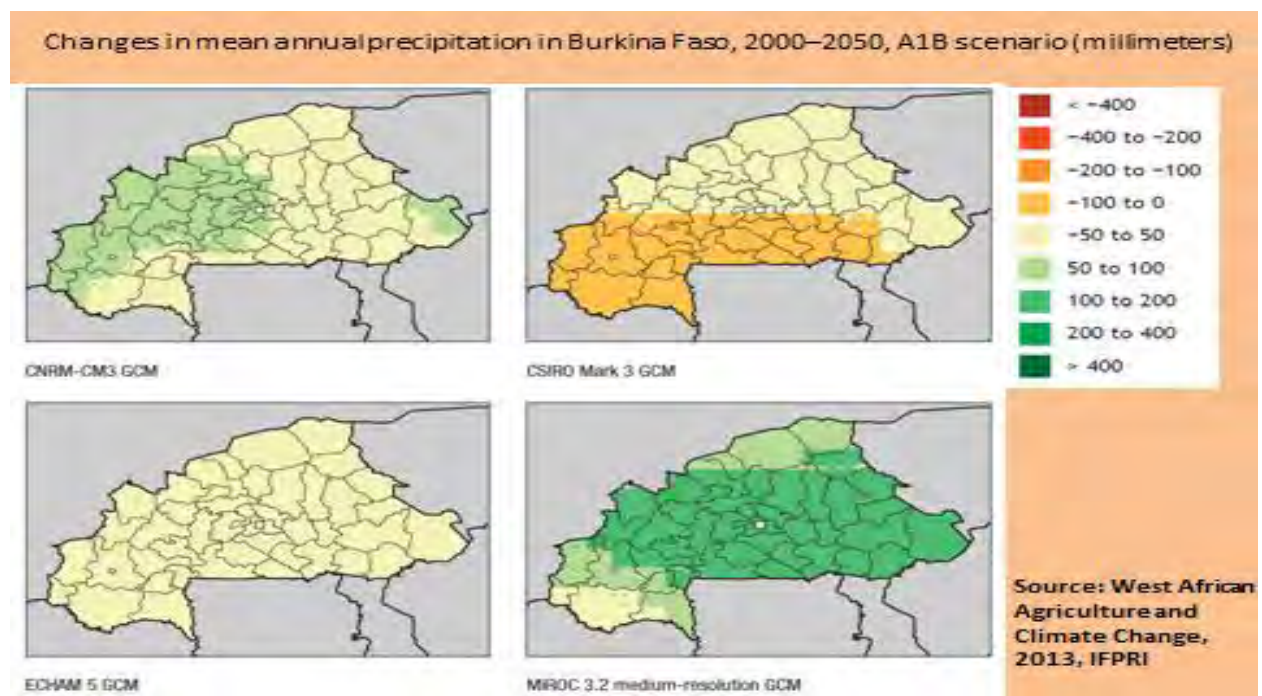 Changes in mean annual precipitation in Burkina Faso, 2000–2050, A1B scenario (millimeters)
CNRM-CM3 GCM
CSIRO Mark 3 GCM
< −400
−400 to −200
−200 to −100
−100 to 0
−50 to 50
50 to 100
100 to 200
200 to 400
> 400
ECHAM 5 GCM
MIROC 3.2 medium-resolution GCM
Source: West African
Agriculture and
Climate Change,
2013, IFPRI